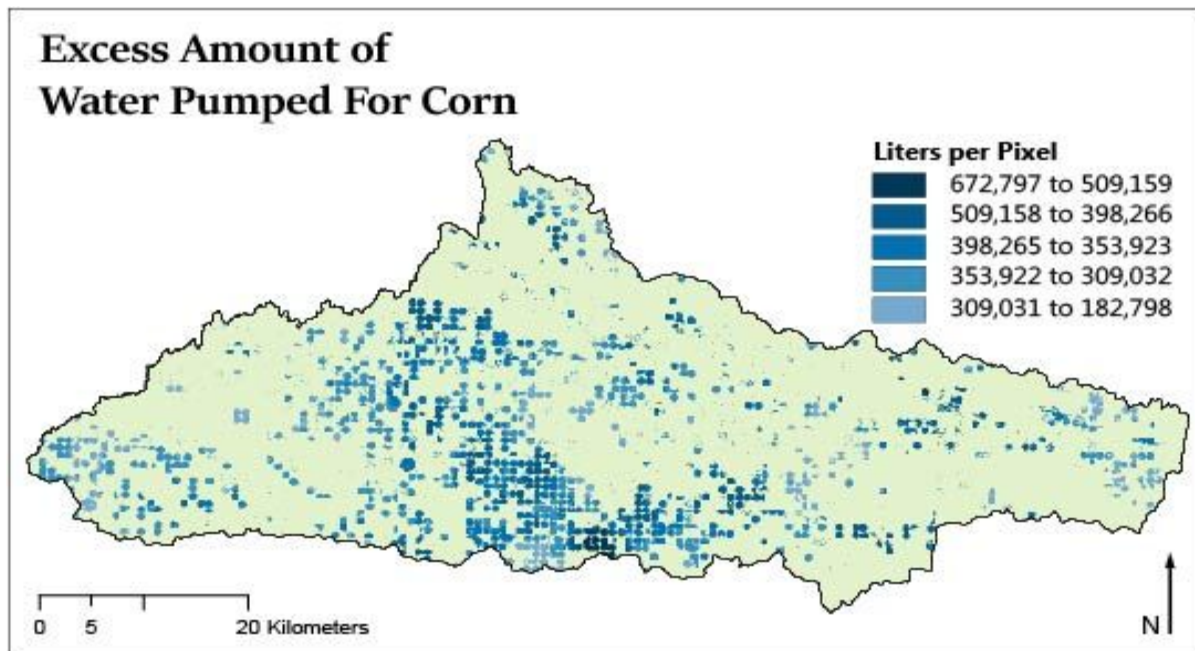 Excess Amount of
Water Pumped For Corn
Liters per Pixel
672,797 to 509,159
509,158 to 398,266
398,265 to 353,923
353,922 to 309,032
309,031 to 182,798
0 5 20 Kilometers
N